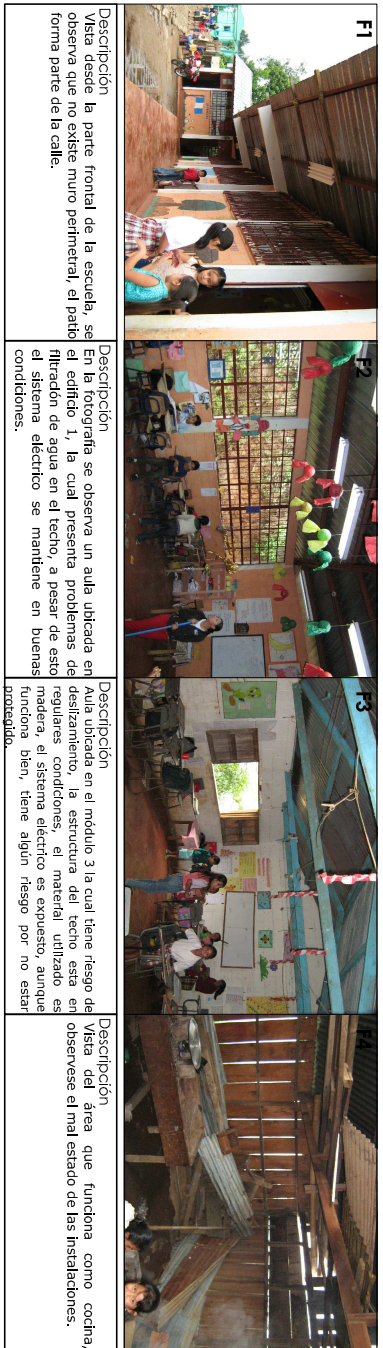 F1
Descripción
Vista desde la parte frontal de la escuela, se
observa que no existe muro perimetral, el patio
forma parte de la calle.
F2
Descripción
En la fotografía se observa un aula ubicada en
el edificio 1, la cual presenta problemas de
filtración de agua en el techo, a pesar de esto
el sistema eléctrico se mantiene en buenas
condiciones.
F3
Descripción
Aula ubicada en el módulo 3 la cual tiene riesgo de
deslizamiento, la estructura del techo esta en
regulares condiciones, el material utilizado es
madera, el sistema eléctrico es expuesto, aunque
funciona bien, tiene algún riesgo por no estar
protegido.
F4
Descripción
Vista del área que funciona como cocina,
observese el mal estado de las instalaciones.